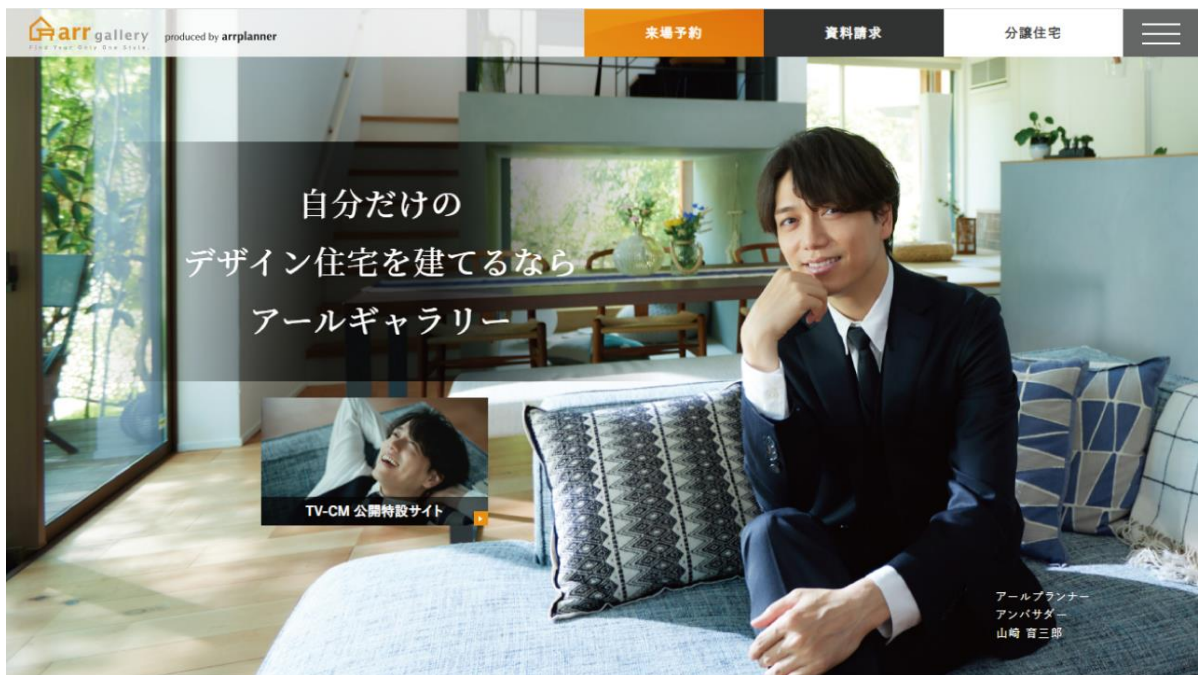 arr gallery
Find Your Only One Style.
produced by arrplanner
来場予約
資料請求
分譲住宅
自分だけの
デザイン住宅を建てるなら
アールギャラリー
TV-CM 公開特設サイト
アールプランナー
アンバサダー
山崎 育三郎